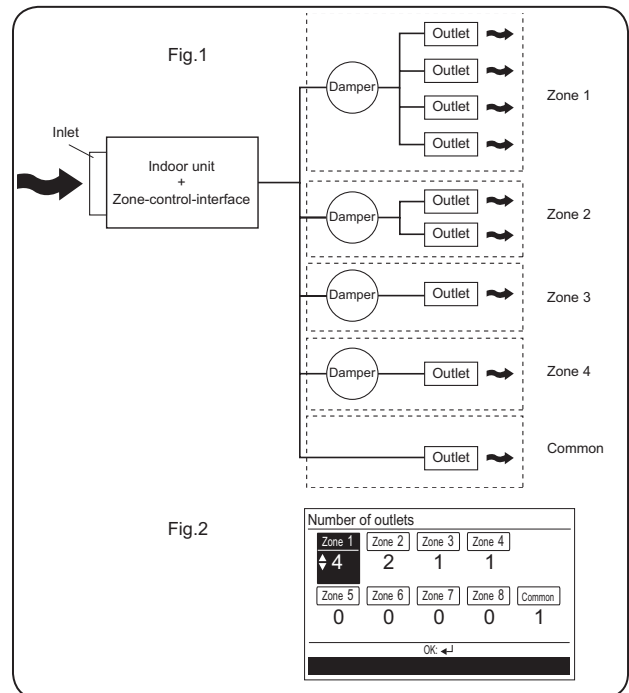 Fig.1
Inlet
Indoor unit
+
Zone-control-interface
Damper
Outlet
Outlet
Outlet
Outlet
Zone 1
Damper
Outlet
Outlet
Zone 2
Damper
Outlet
Zone 3
Damper
Outlet
Zone 4
Outlet
Common
Fig.2
Number of outlets
Zone 1 Zone 2 Zone 3 Zone 4
4 2 1 1
Zone 5 Zone 6 Zone 7 Zone 8 Common
0 0 0 0 1
OK: